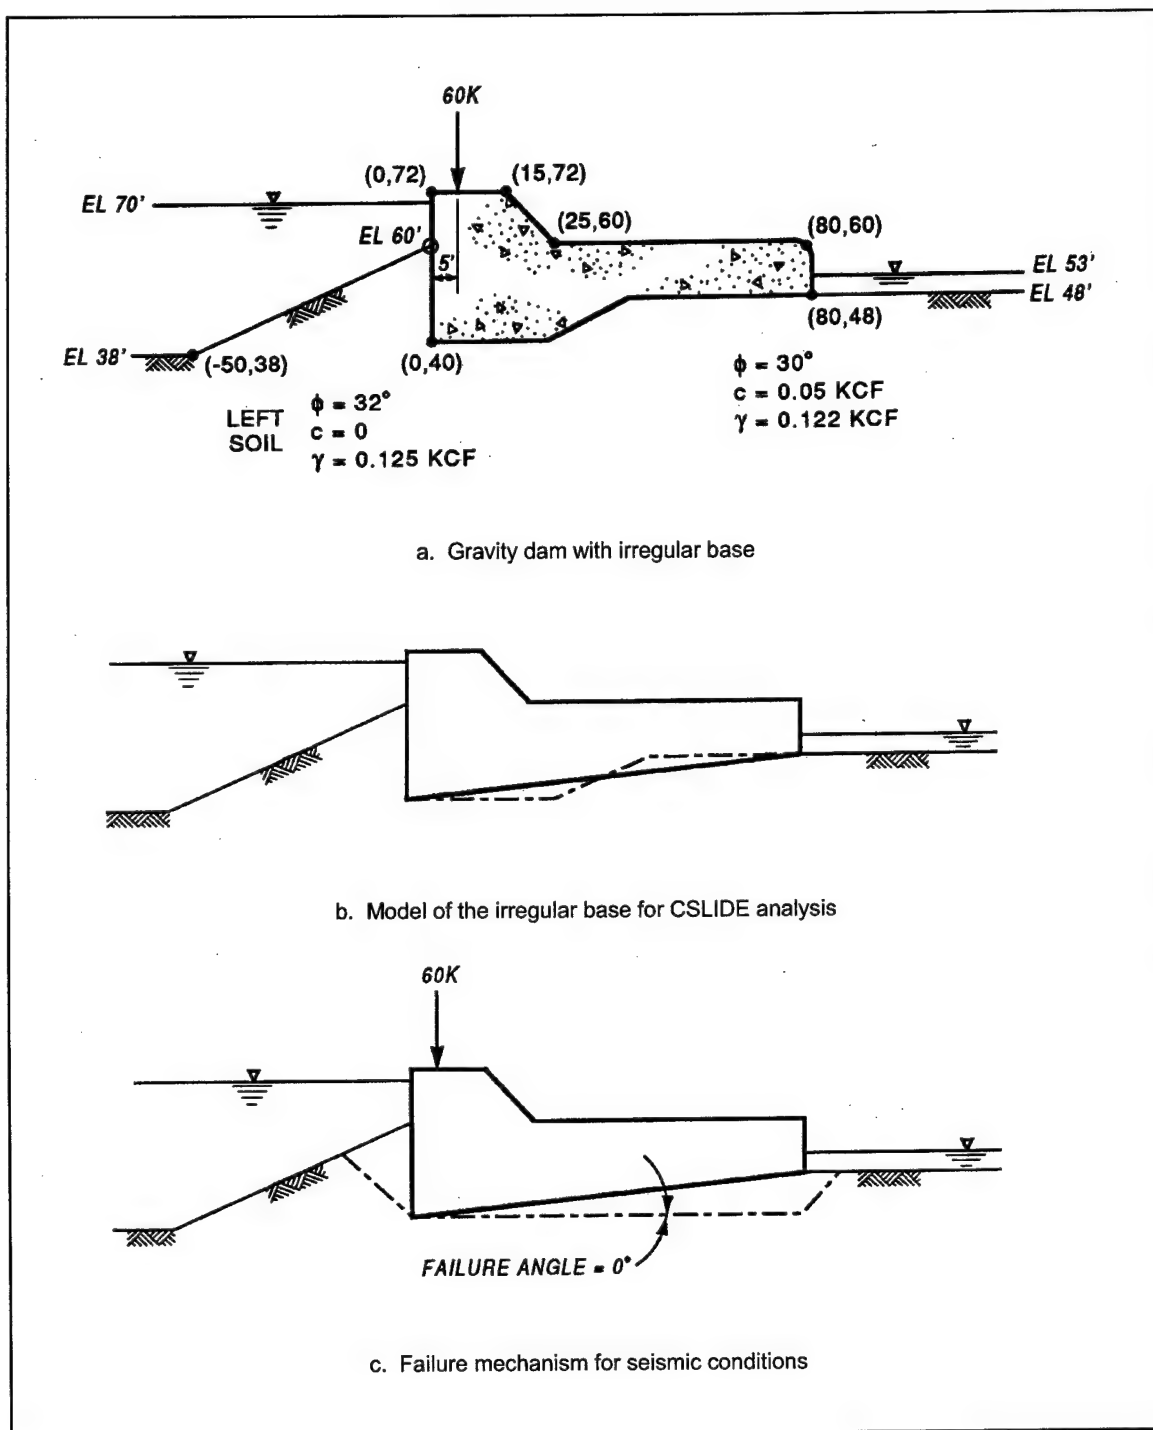 60K
(0,72)
(15,72)
EL 70'
EL 60'
(25,60)
(80,60)
5'
EL 53'
EL 48'
(80,48)
EL 38'
(-50,38)
(0,40)
LEFT SOIL
ϕ = 32°
c = 0
γ = 0.125 KCF
ϕ = 30°
c = 0.05 KCF
γ = 0.122 KCF
a. Gravity dam with irregular base
b. Model of the irregular base for CSLIDE analysis
60K
FAILURE ANGLE = 0°
c. Failure mechanism for seismic conditions